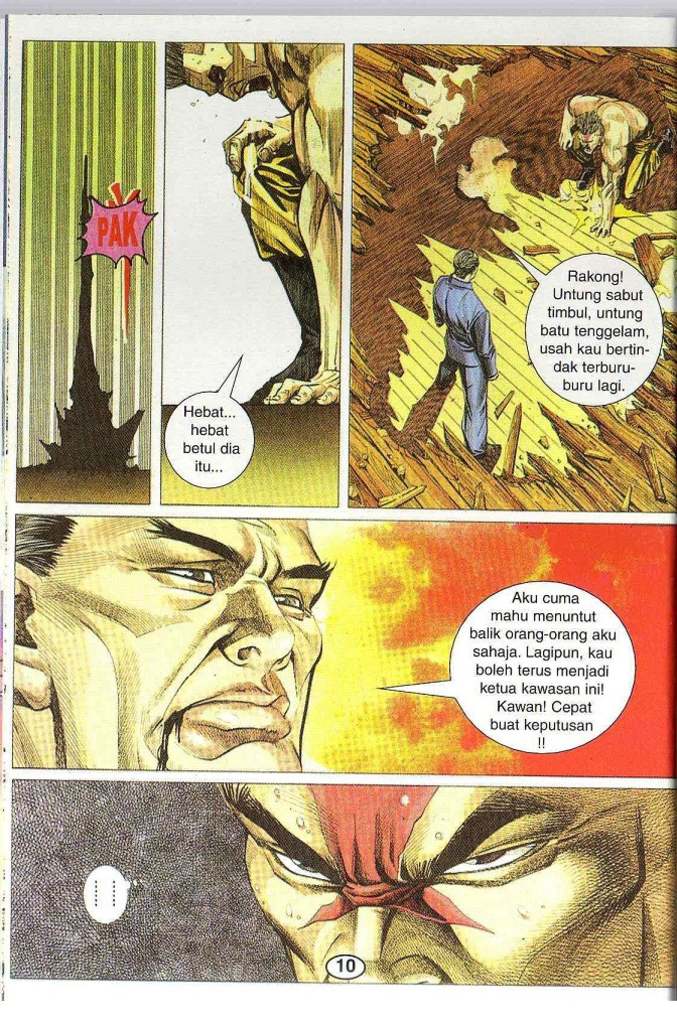 PAK
Hebat...
hebat
betul dia
itu...
Rakong!
Untung sabut
timbul, untung
batu tenggelam,
usah kau bertin-
dak terburu-
buru lagi.
Aku cuma
mahu menuntut
balik orang-orang aku
sahaja. Lagipun, kau
boleh terus menjadi
ketua kawasan ini!
Kawan! Cepat
buat keputusan
!!
10